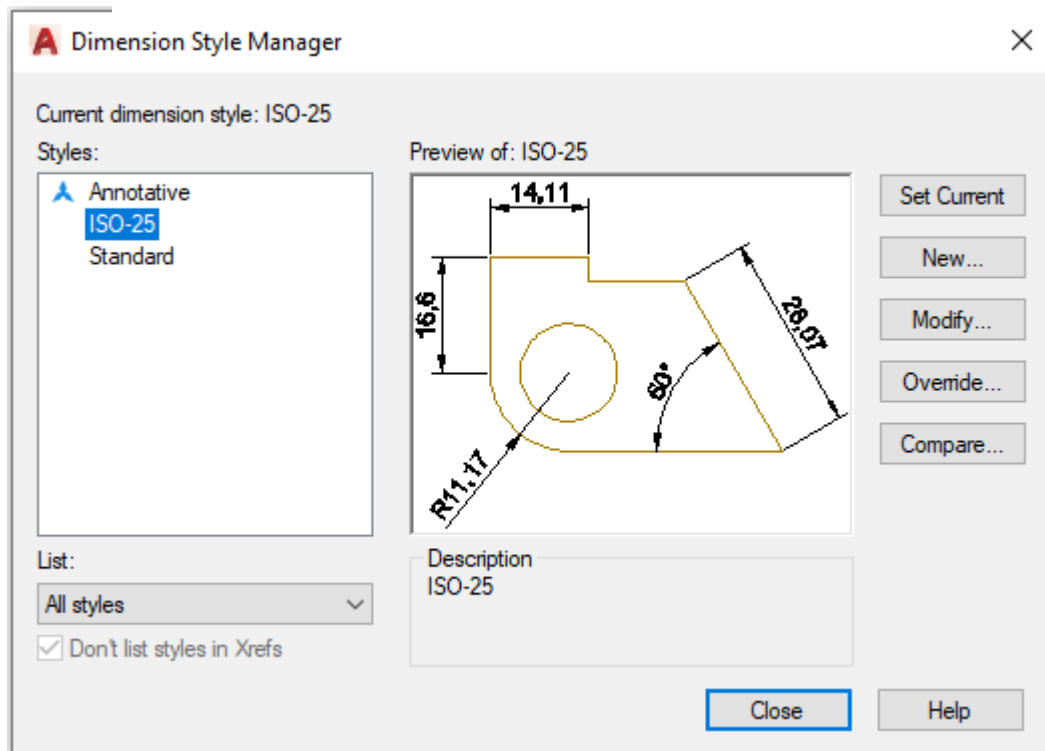 Dimension Style Manager
Current dimension style: ISO-25
Styles:
Annotative
ISO-25
Standard
List:
All styles
Don't list styles in Xrefs
Preview of: ISO-25
14,11
16,6
28,07
60°
R11,17
Description
ISO-25
Set Current
New...
Modify...
Override...
Compare...
Close
Help